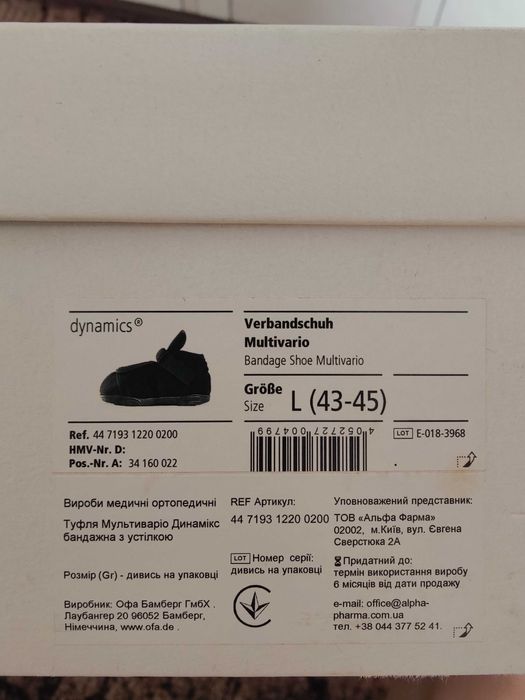 dynamics®
Verbandschuh
Multivario
Bandage Shoe Multivario
Größe
Size L (43-45)
Ref. 44 7193 1220 0200
HMV-Nr. D:
Pos.-Nr. A: 34 160 022
4 052727 004799
LOT E-018-3968
Вироби медичні ортопедичні
Туфля Мультиваріо Динамікс
бандажна з устілкою
Розмір (Gr) - дивись на упаковці
Виробник: Офа Бамберг ГмбХ .
Лаубангер 20 96052 Бамберг,
Німеччина, www.ofa.de .
REF Артикул:
44 7193 1220 0200
LOT Номер серії:
дивись на упаковці
Уповноважений представник:
ТОВ «Альфа Фарма»
02002, м.Київ, вул. Євгена
Сверстюка 2А
Придатний до:
термін використання виробу
6 місяців від дати продажу
e-mail: office@alpha-
pharma.com.ua
тел. +38 044 377 52 41.